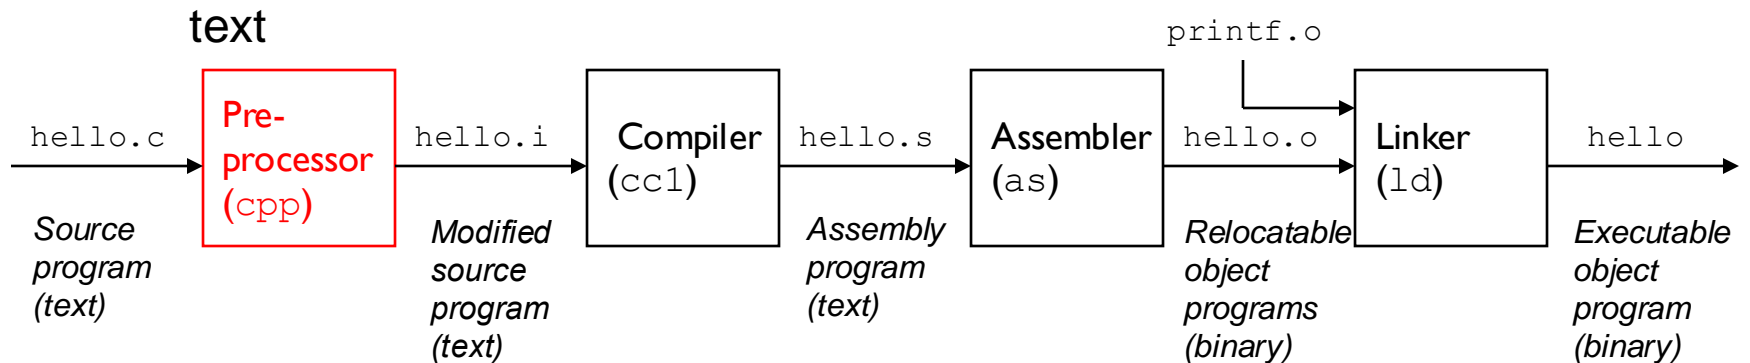 text
printf.o
hello.c
Pre-
processor
(cpp)
hello.i
Compiler
(cc1)
hello.s
Assembler
(as)
hello.o
Linker
(ld)
hello
Source
program
(text)
Modified
source
program
(text)
Assembly
program
(text)
Relocatable
object
programs
(binary)
Executable
object
program
(binary)